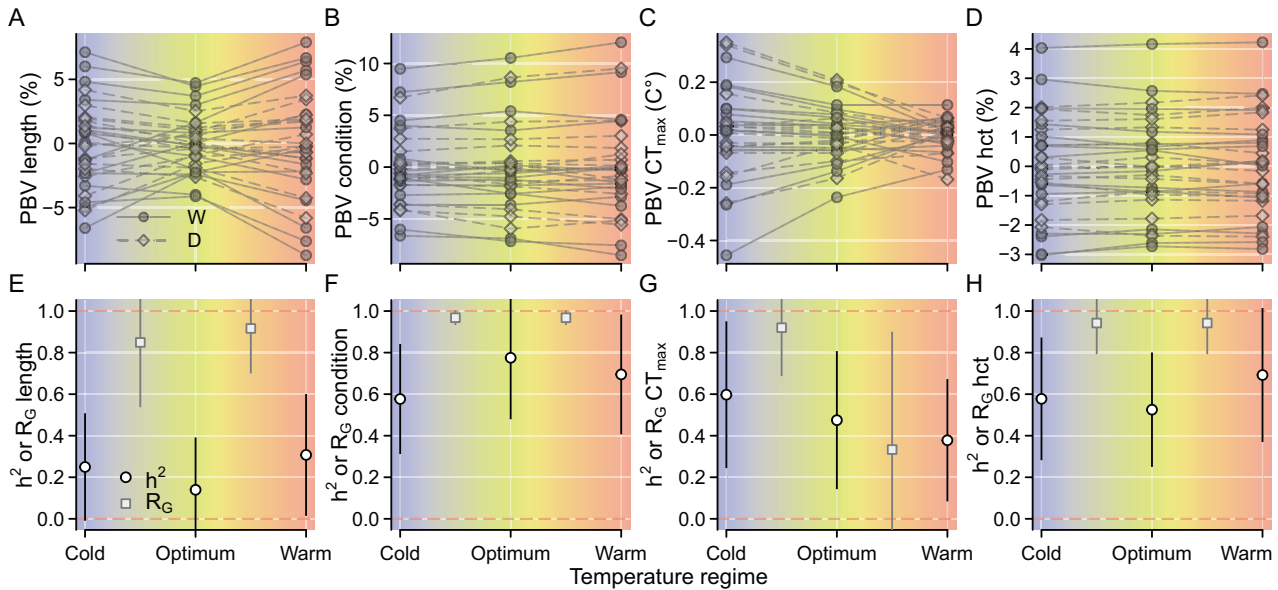 A
B
C
D
PBV length (%)
5
0
−5
W
D
PBV condition (%)
10
5
0
−5
PBV CTmax (C°)
0.2
0.0
−0.2
−0.4
PBV hct (%)
4
3
2
1
0
−1
−2
−3
E
F
G
H
h² or RG length
1.0
0.8
0.6
0.4
0.2
0.0
h²
RG
h² or RG condition
1.0
0.8
0.6
0.4
0.2
0.0
h² or RG CTmax
1.0
0.8
0.6
0.4
0.2
0.0
h² or RG hct
1.0
0.8
0.6
0.4
0.2
0.0
Cold Optimum Warm
Cold Optimum Warm
Cold Optimum Warm
Cold Optimum Warm
Temperature regime